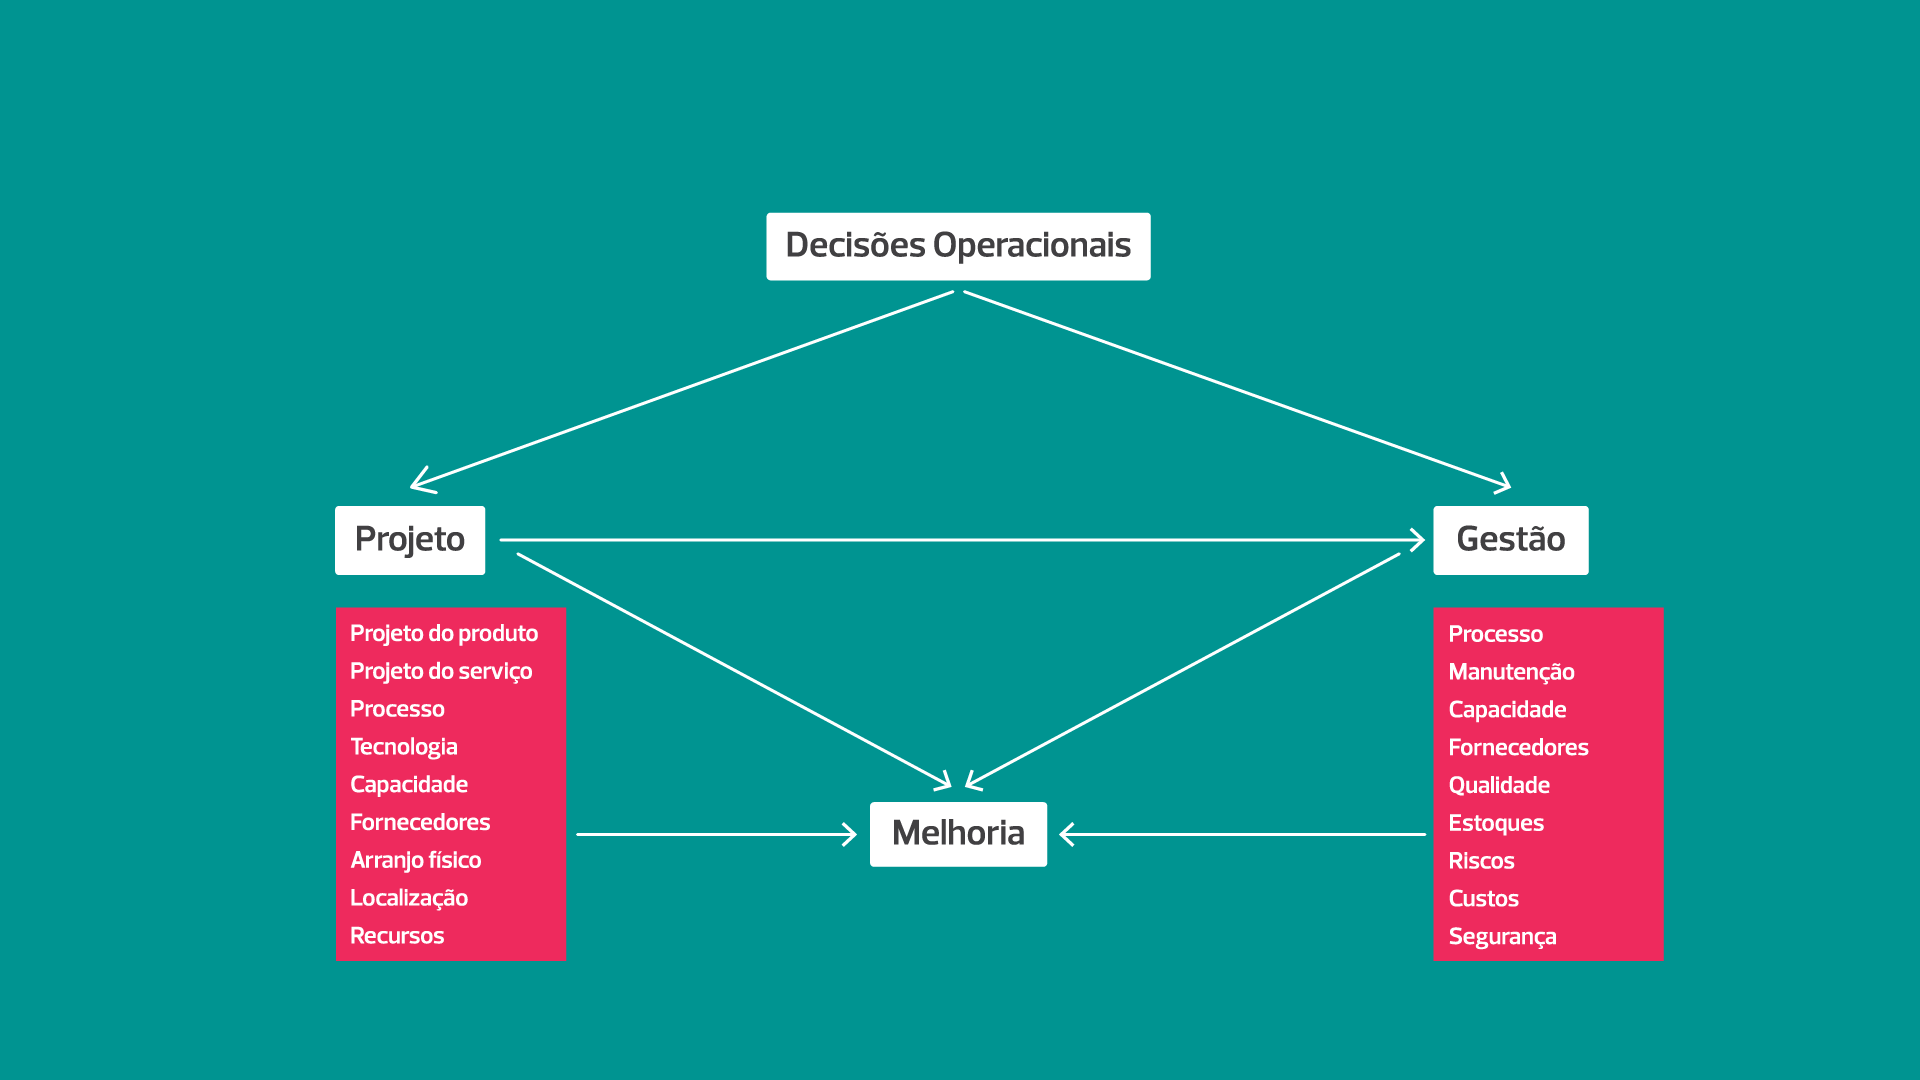 Decisões Operacionais
Projeto
Gestão
Projeto do produto
Projeto do serviço
Processo
Tecnologia
Capacidade
Fornecedores
Arranjo físico
Localização
Recursos
Melhoria
Processo
Manutenção
Capacidade
Fornecedores
Qualidade
Estoques
Riscos
Custos
Segurança